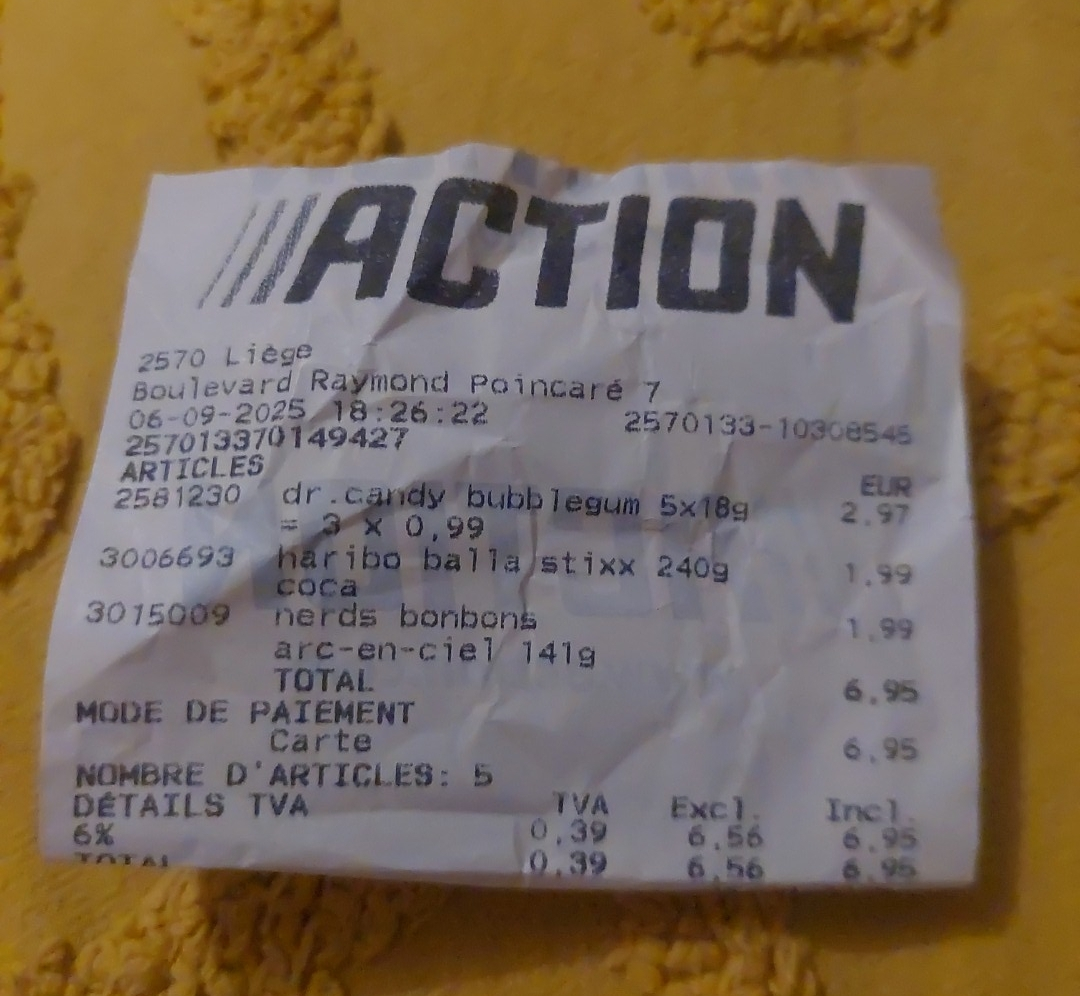 ///ACTION
2570 Liège
Boulevard Raymond Poincaré 7
06-09-2025 18:26:22 2570133-10308545
257013370149427
ARTICLES EUR
2581230 dr.candy bubblegum 5x18g 2.97
= 3 x 0,99
3006693 haribo balla stixx 240g 1.99
coca
3015009 nerds bonbons 1.99
arc-en-ciel 141g
TOTAL 6.95
MODE DE PAIEMENT
Carte 6.95
NOMBRE D'ARTICLES: 5
DÉTAILS TVA TVA Excl. Incl.
6% 0.39 6.56 6.95
TOTAL 0.39 6.56 6.95